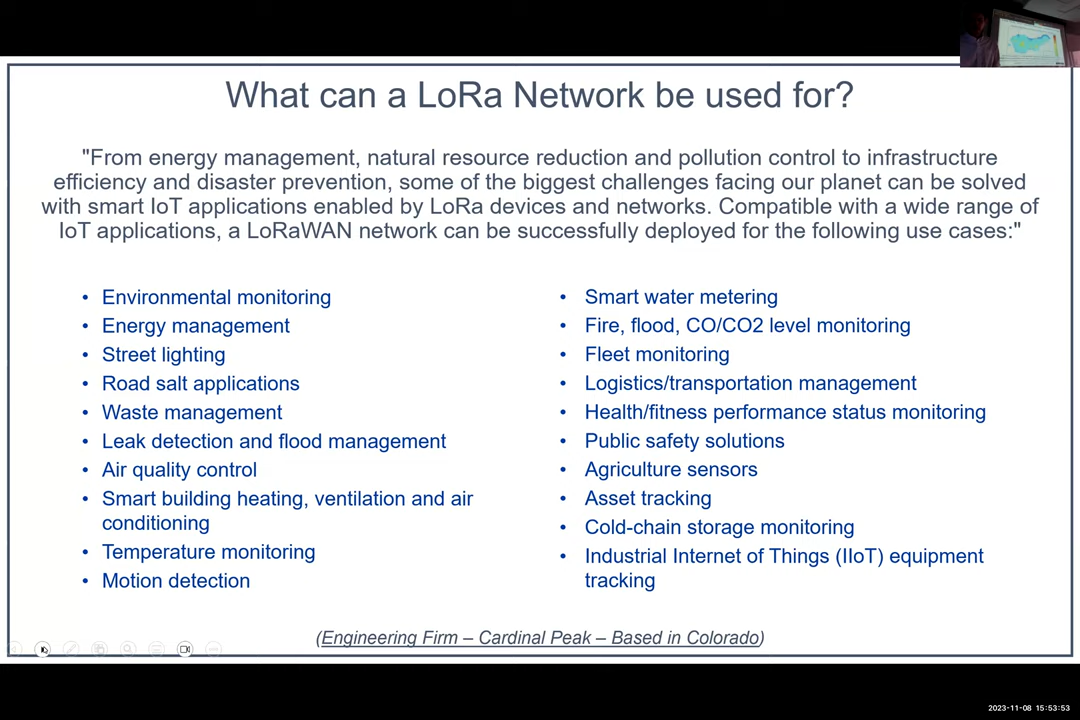 What can a LoRa Network be used for?
"From energy management, natural resource reduction and pollution control to infrastructure
efficiency and disaster prevention, some of the biggest challenges facing our planet can be solved
with smart IoT applications enabled by LoRa devices and networks. Compatible with a wide range of
IoT applications, a LoRaWAN network can be successfully deployed for the following use cases:"
• Environmental monitoring
• Energy management
• Street lighting
• Road salt applications
• Waste management
• Leak detection and flood management
• Air quality control
• Smart building heating, ventilation and air
conditioning
• Temperature monitoring
• Motion detection
• Smart water metering
• Fire, flood, CO/CO2 level monitoring
• Fleet monitoring
• Logistics/transportation management
• Health/fitness performance status monitoring
• Public safety solutions
• Agriculture sensors
• Asset tracking
• Cold-chain storage monitoring
• Industrial Internet of Things (IIoT) equipment
tracking
(Engineering Firm – Cardinal Peak – Based in Colorado)
2023-11-08 15:53:53